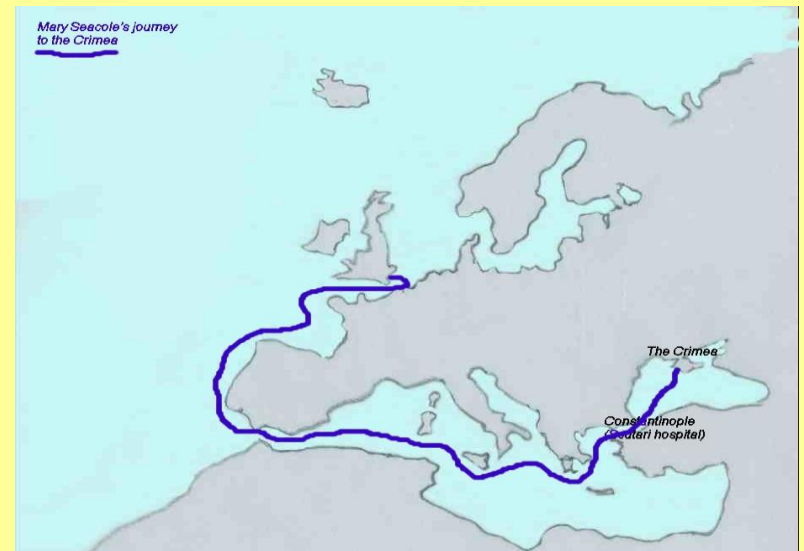 Mary Seacole's journey
to the Crimea
The Crimea
Constantinople
(Scutari hospital)